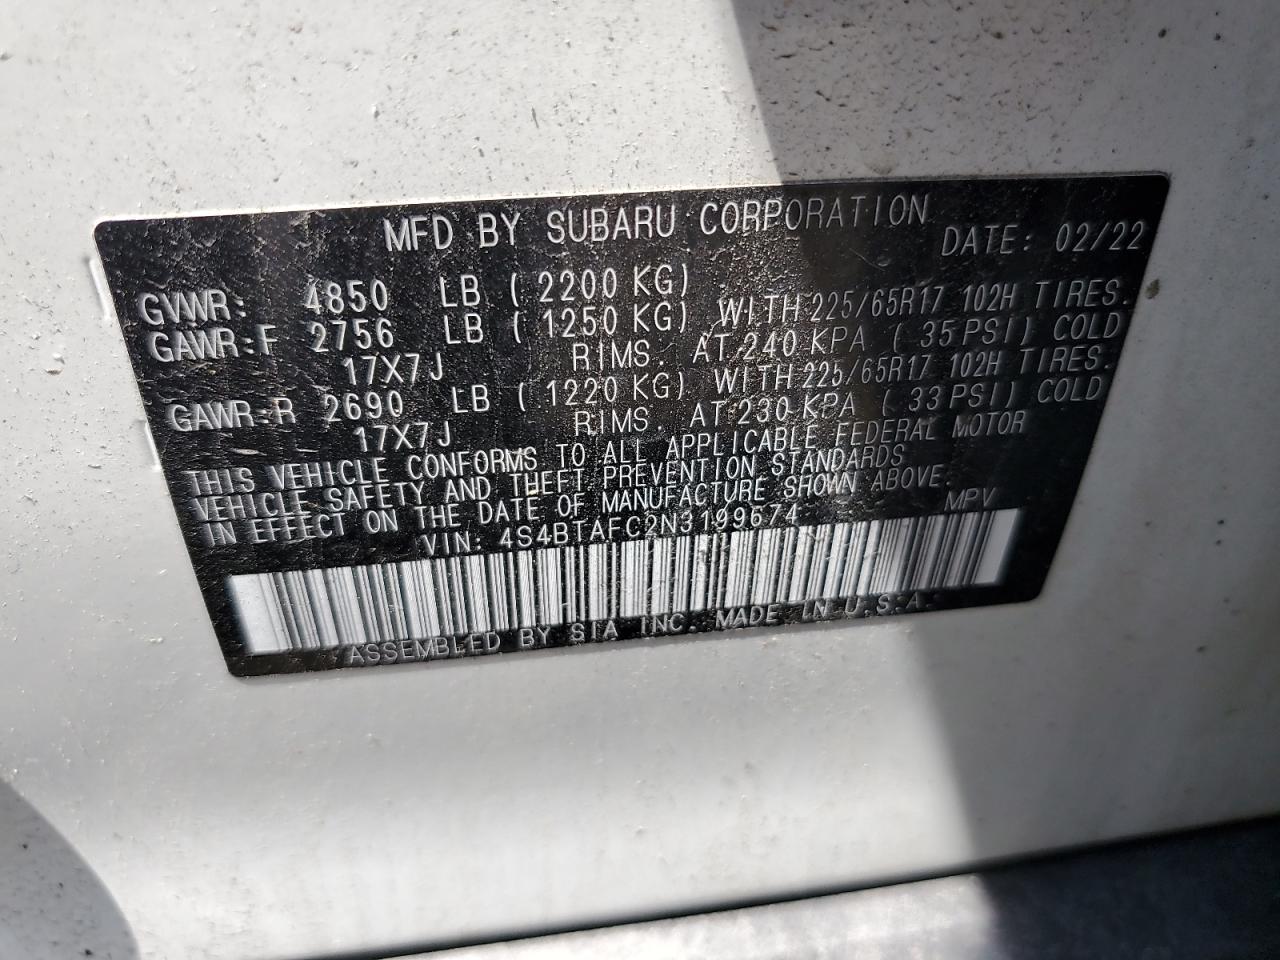 MFD BY SUBARU CORPORATION DATE: 02/22
GVWR: 4850 LB ( 2200 KG)
GAWR:F 2756 LB ( 1250 KG) WITH 225/65R17 102H TIRES.
17X7J RIMS. AT 240 KPA ( 35 PSI) COLD
GAWR:R 2690 LB ( 1220 KG) WITH 225/65R17 102H TIRES.
17X7J RIMS. AT 230 KPA ( 33 PSI) COLD
THIS VEHICLE CONFORMS TO ALL APPLICABLE FEDERAL MOTOR
VEHICLE SAFETY AND THEFT PREVENTION STANDARDS
IN EFFECT ON THE DATE OF MANUFACTURE SHOWN ABOVE.
VIN: 4S4BTAFC2N3199674 MPV
ASSEMBLED BY SIA INC. MADE IN U.S.A.